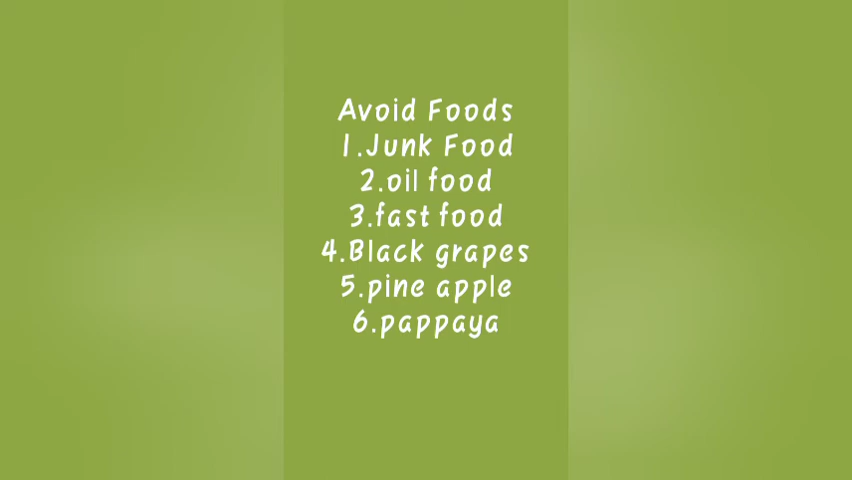 Avoid Foods
1.Junk Food
2.oil food
3.fast food
4.Black grapes
5.pine apple
6.pappaya